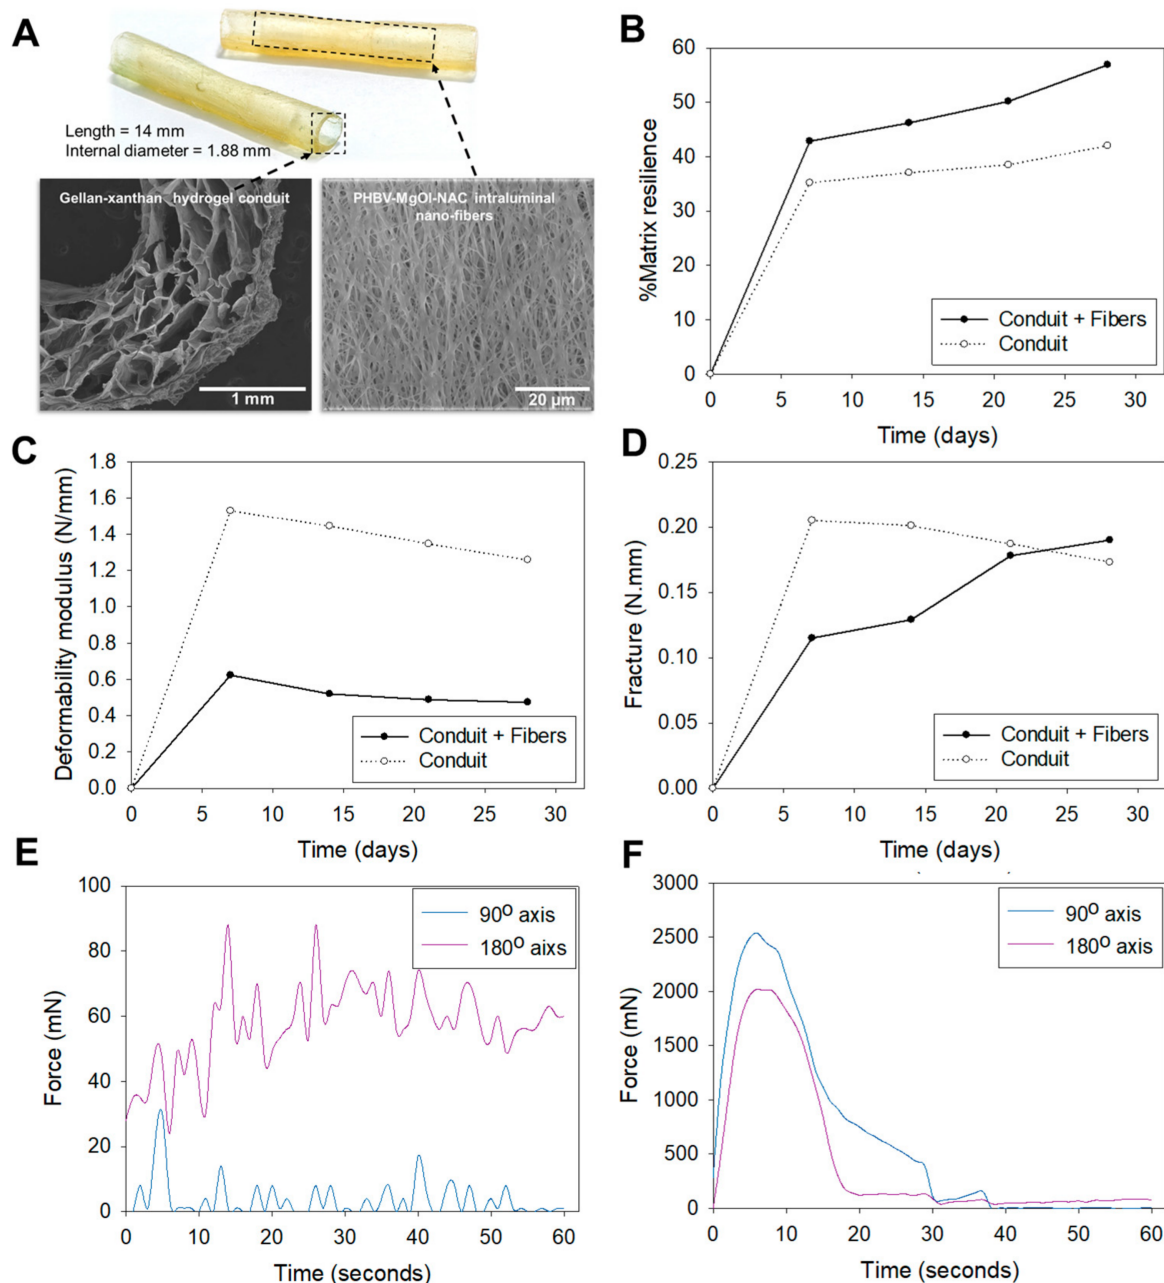 A
Length = 14 mm
Internal diameter = 1.88 mm
Gellan-xanthan hydrogel conduit
1 mm
PHBV-MgOl-NAC intraluminal
nano-fibers
20 µm
B
%Matrix resilience
60
50
40
30
20
10
0
0 5 10 15 20 25 30
Time (days)
Conduit + Fibers
Conduit
C
Deformability modulus (N/mm)
1.8
1.6
1.4
1.2
1.0
0.8
0.6
0.4
0.2
0.0
0 5 10 15 20 25 30
Time (days)
Conduit + Fibers
Conduit
D
Fracture (N.mm)
0.25
0.20
0.15
0.10
0.05
0.00
0 5 10 15 20 25 30
Time (days)
Conduit + Fibers
Conduit
E
Force (mN)
100
80
60
40
20
0
0 10 20 30 40 50 60
Time (seconds)
90º axis
180º aixs
F
Force (mN)
3000
2500
2000
1500
1000
500
0
0 10 20 30 40 50 60
Time (seconds)
90º axis
180º axis